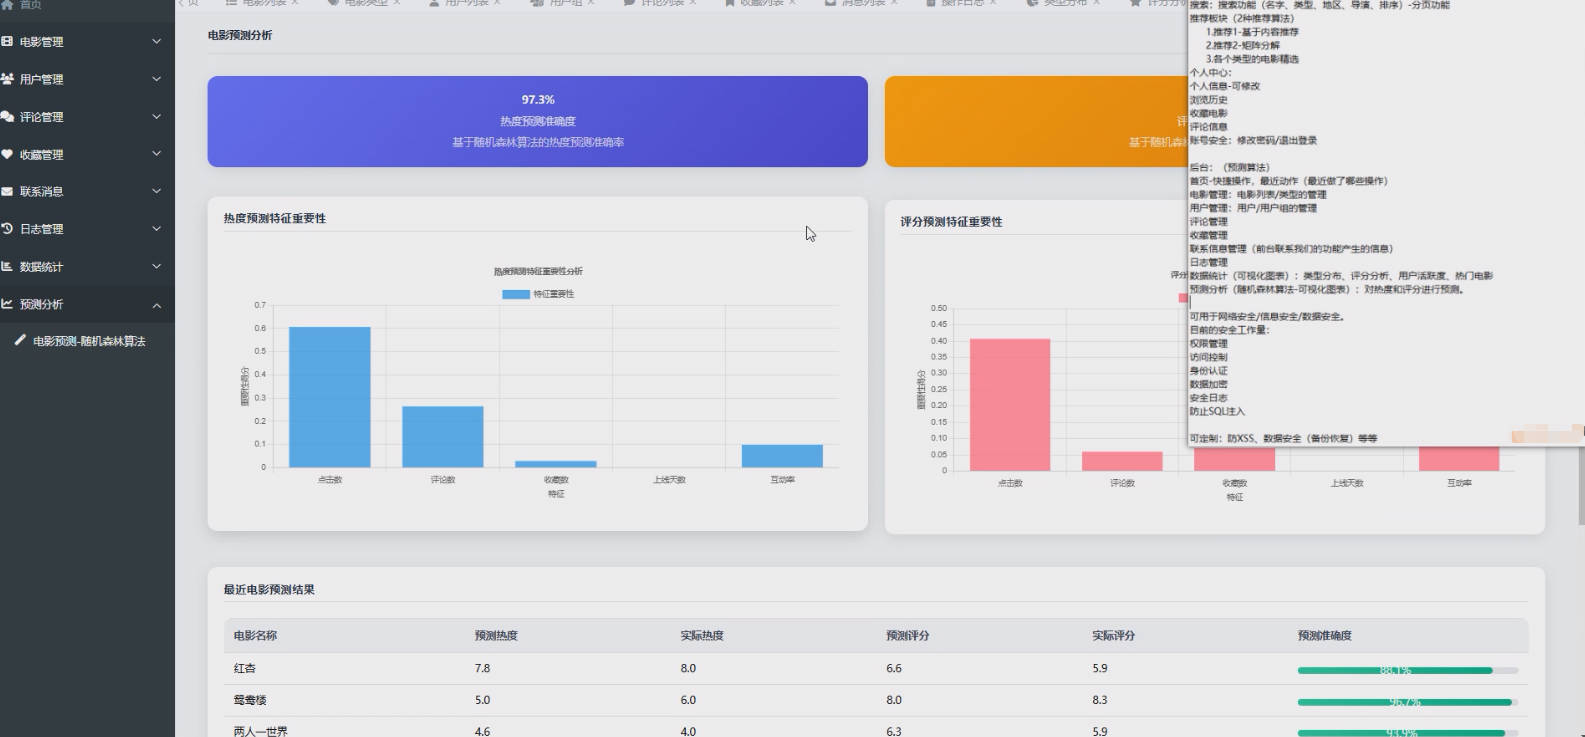 首页
电影管理
用户管理
评论管理
收藏管理
联系消息
日志管理
数据统计
预测分析
电影预测-随机森林算法
页
电影列表 ×
电影类型 ×
用户列表 ×
用户组 ×
评论列表 ×
收藏列表 ×
消息列表 ×
操作日志 ×
类型分布 ×
评分分析
电影预测分析
97.3%
热度预测准确度
基于随机森林算法的热度预测准确率
评
基于随机森林
热度预测特征重要性
热度预测特征重要性分析
特征重要性
0.7
0.6
0.5
0.4
0.3
0.2
0.1
0
重要性得分
点击数
评论数
收藏数
上线天数
互动率
特征
评分预测特征重要性
评分
0.50
0.45
0.40
0.35
0.30
0.25
0.20
0.15
0.10
0.05
0
重要性得分
点击数
评论数
收藏数
上线天数
互动率
特征
最近电影预测结果
电影名称 预测热度 实际热度 预测评分 实际评分 预测准确度
红杏 7.8 8.0 6.6 5.9 88.1%
鸳鸯楼 5.0 6.0 8.0 8.3 96.7%
两人一世界 4.6 4.0 6.3 5.9 93.9%
搜索：搜索功能（名字、类型、地区、导演、排序）-分页功能
推荐板块（2种推荐算法）
1.推荐1-基于内容推荐
2.推荐2-矩阵分解
3.各个类型的电影精选
个人中心：
个人信息-可修改
浏览历史
收藏电影
评论信息
账号安全：修改密码/退出登录
后台：（预测算法）
首页-快捷操作，最近动作（最近做了哪些操作）
电影管理：电影列表/类型的管理
用户管理：用户/用户组的管理
评论管理
收藏管理
联系信息管理（前台联系我们的功能产生的信息）
日志管理
数据统计（可视化图表）：类型分布、评分分析、用户活跃度、热门电影
预测分析（随机森林算法-可视化图表）：对热度和评分进行预测。
可用于网络安全/信息安全/数据安全。
目前的安全工作量：
权限管理
访问控制
身份认证
数据加密
安全日志
防止SQL注入
可定制：防XSS、数据安全（备份恢复）等等